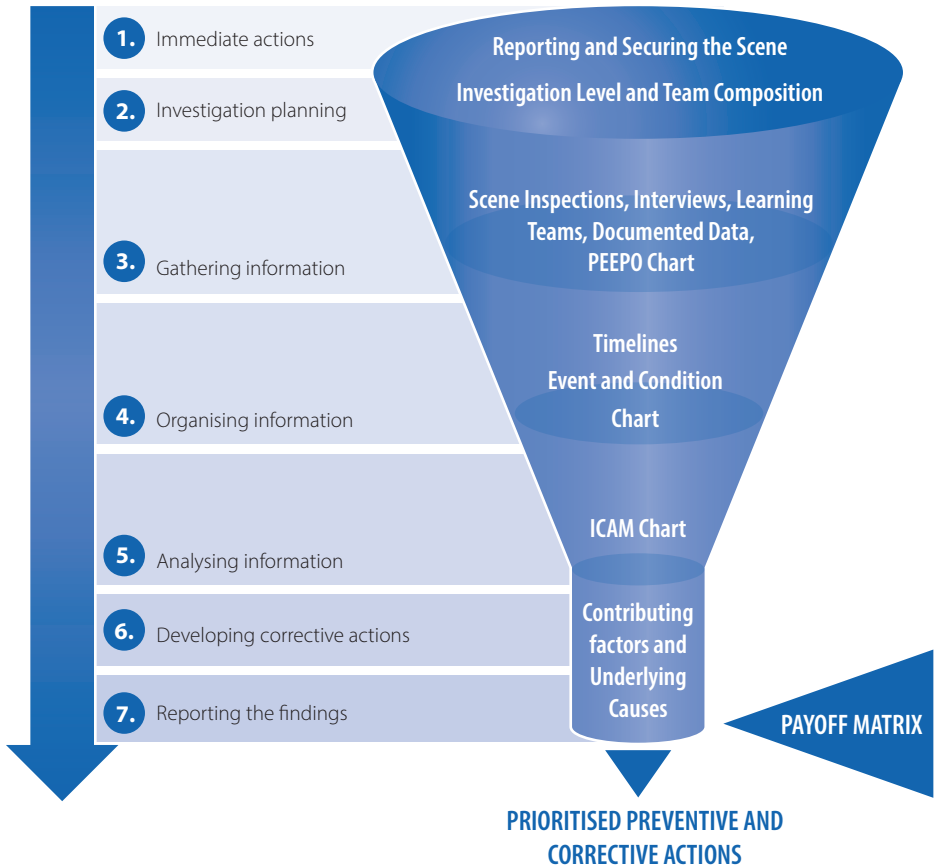 1. Immediate actions
Reporting and Securing the Scene
2. Investigation planning
Investigation Level and Team Composition
3. Gathering information
Scene Inspections, Interviews, Learning
Teams, Documented Data,
PEEPO Chart
4. Organising information
Timelines
Event and Condition
Chart
5. Analysing information
ICAM Chart
6. Developing corrective actions
7. Reporting the findings
Contributing
factors and
Underlying
Causes
PAYOFF MATRIX
PRIORITISED PREVENTIVE AND
CORRECTIVE ACTIONS